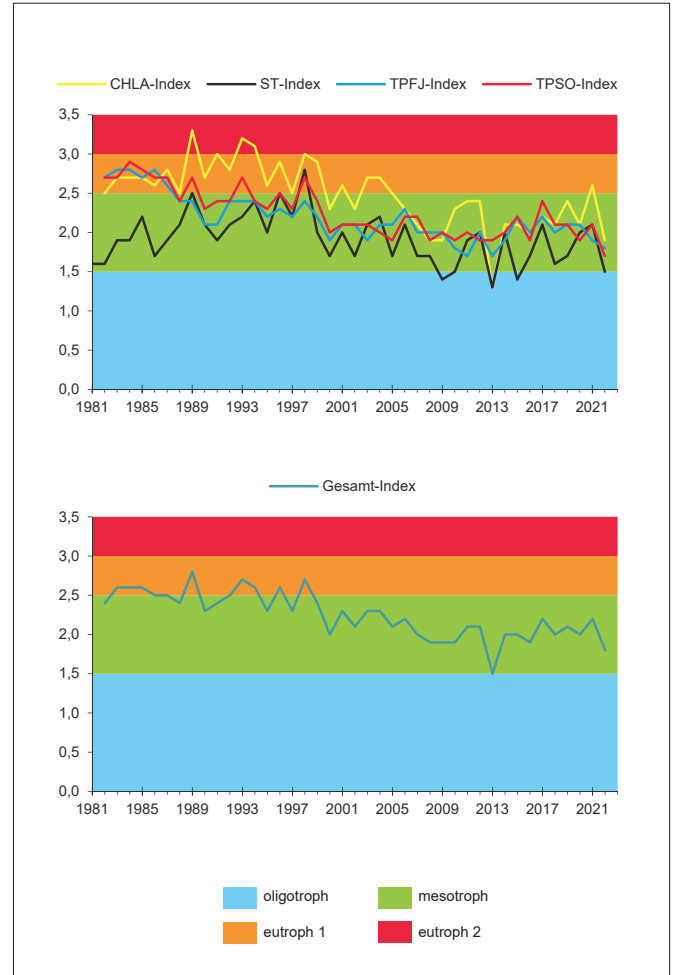 CHLA-Index ST-Index TPFJ-Index TPSO-Index
3,5
3,0
2,5
2,0
1,5
1,0
0,5
0,0
1981 1985 1989 1993 1997 2001 2005 2009 2013 2017 2021
Gesamt-Index
3,5
3,0
2,5
2,0
1,5
1,0
0,5
0,0
1981 1985 1989 1993 1997 2001 2005 2009 2013 2017 2021
oligotroph mesotroph
eutroph 1 eutroph 2